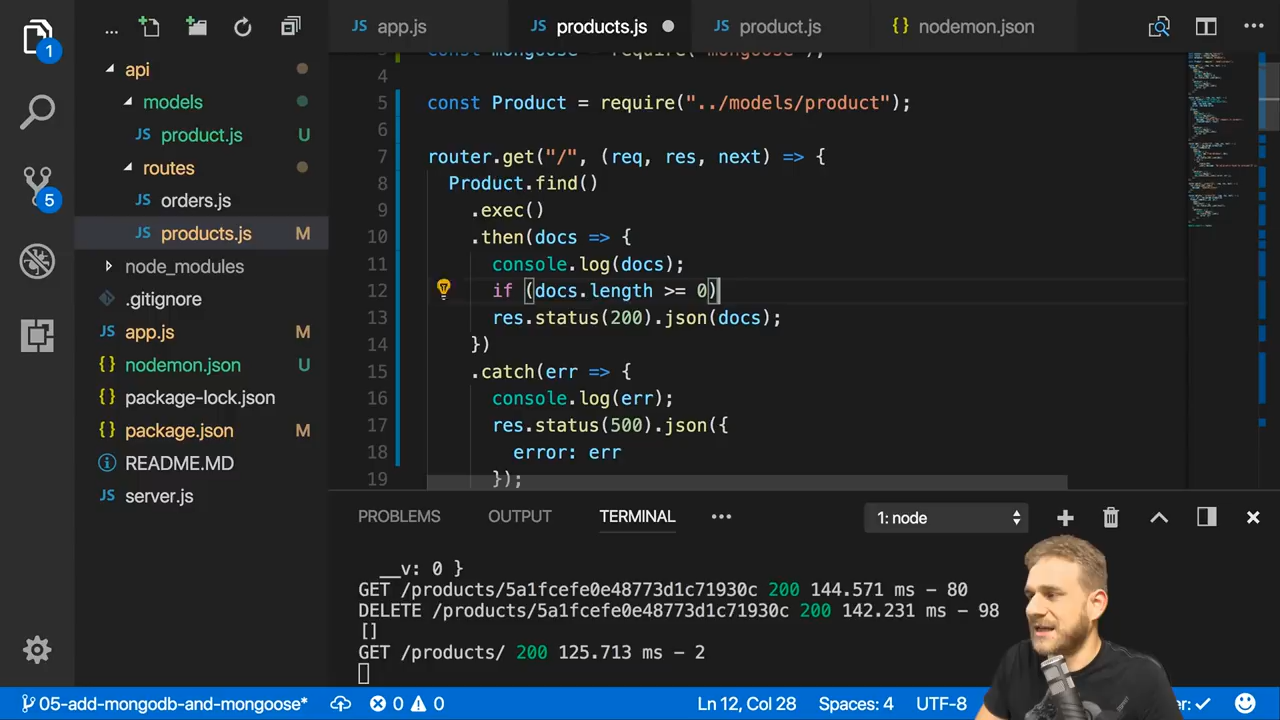 1
5
...
api
models
product.js U
routes
orders.js
products.js M
node_modules
.gitignore
app.js M
nodemon.json U
package-lock.json
package.json M
README.MD
server.js
app.js
products.js
product.js
nodemon.json
const mongoose = require("mongoose");
4
5 const Product = require("../models/product");
6
7 router.get("/", (req, res, next) => {
8 Product.find()
9 .exec()
10 .then(docs => {
11 console.log(docs);
12 if (docs.length >= 0)
13 res.status(200).json(docs);
14 })
15 .catch(err => {
16 console.log(err);
17 res.status(500).json({
18 error: err
19 });
PROBLEMS OUTPUT TERMINAL ••• 1: node
__v: 0 }
GET /products/5a1fcefe0e48773d1c71930c 200 144.571 ms - 80
DELETE /products/5a1fcefe0e48773d1c71930c 200 142.231 ms - 98
[]
GET /products/ 200 125.713 ms - 2
05-add-mongodb-and-mongoose* 0 0 Ln 12, Col 28 Spaces: 4 UTF-8